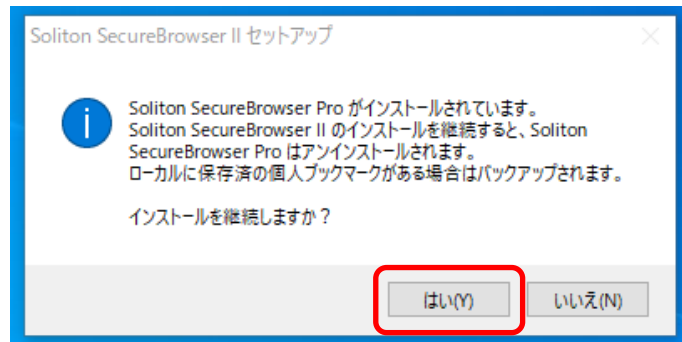 Soliton SecureBrowser II セットアップ
Soliton SecureBrowser Pro がインストールされています。
Soliton SecureBrowser II のインストールを継続すると、Soliton
SecureBrowser Pro はアンインストールされます。
ローカルに保存済の個人ブックマークがある場合はバックアップされます。
インストールを継続しますか？
はい(Y)
いいえ(N)